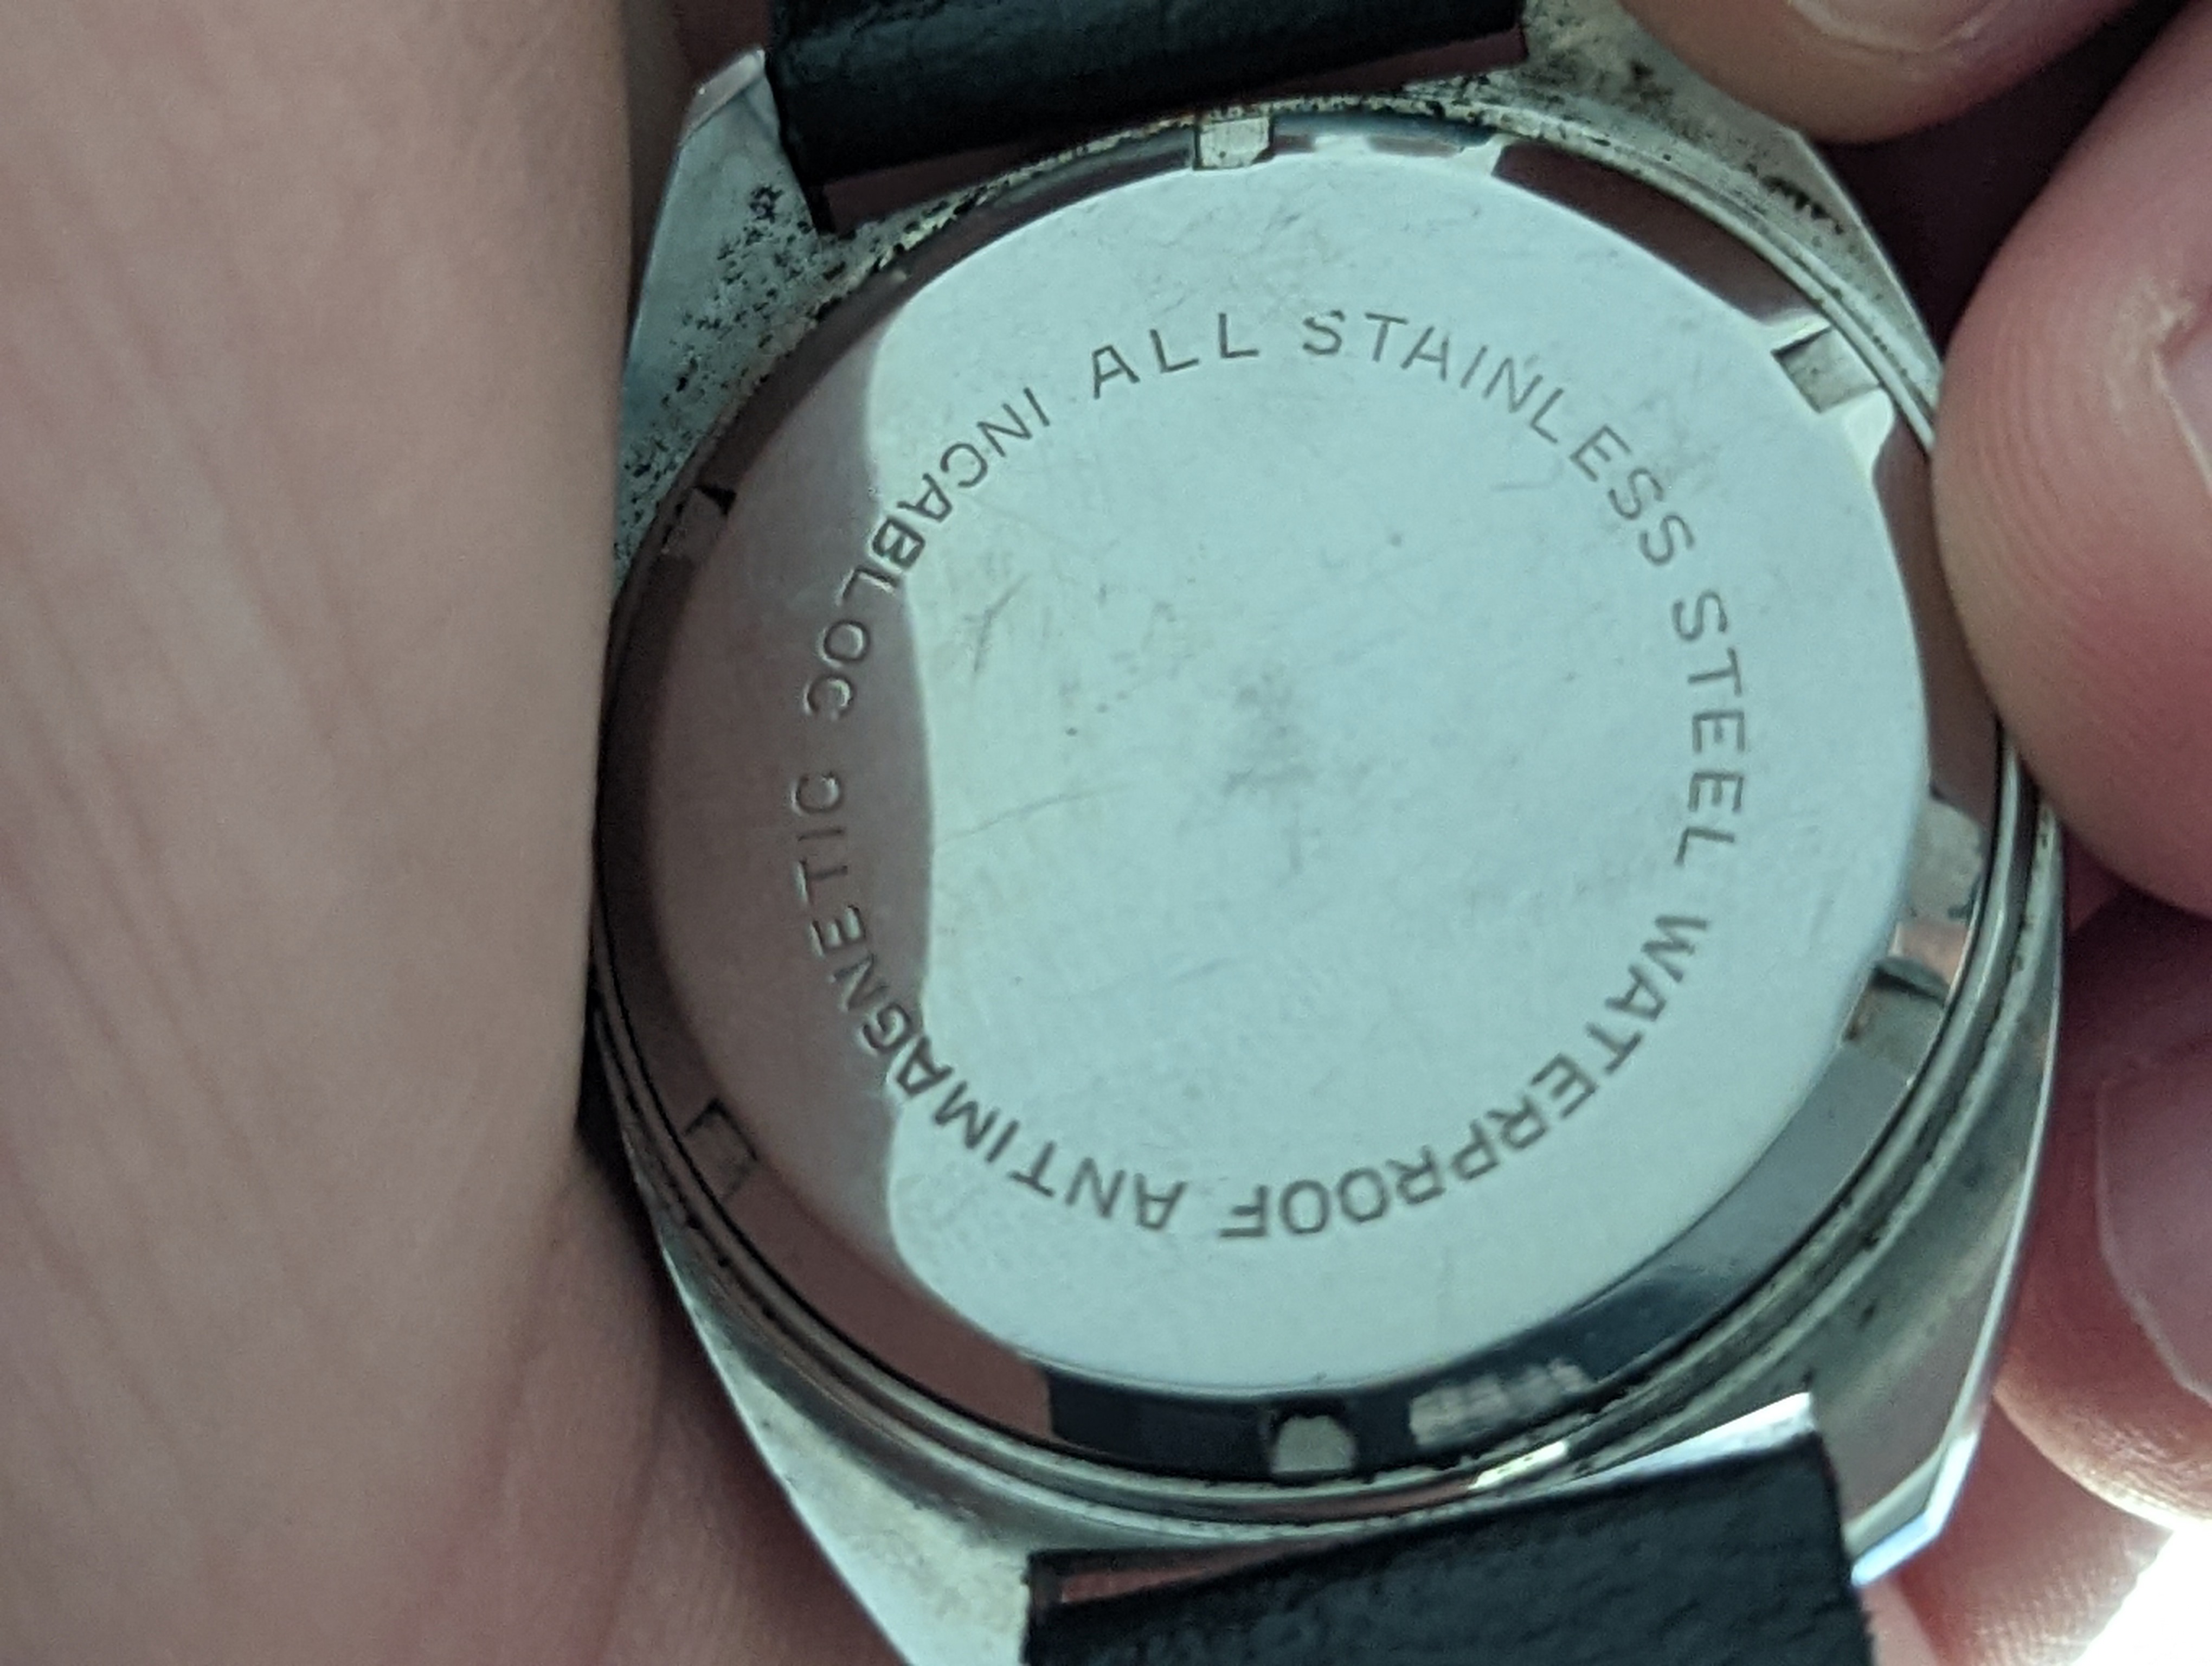 ALL STAINLESS STEEL WATERPROOF ANTIMAGNETIC INCABLOC